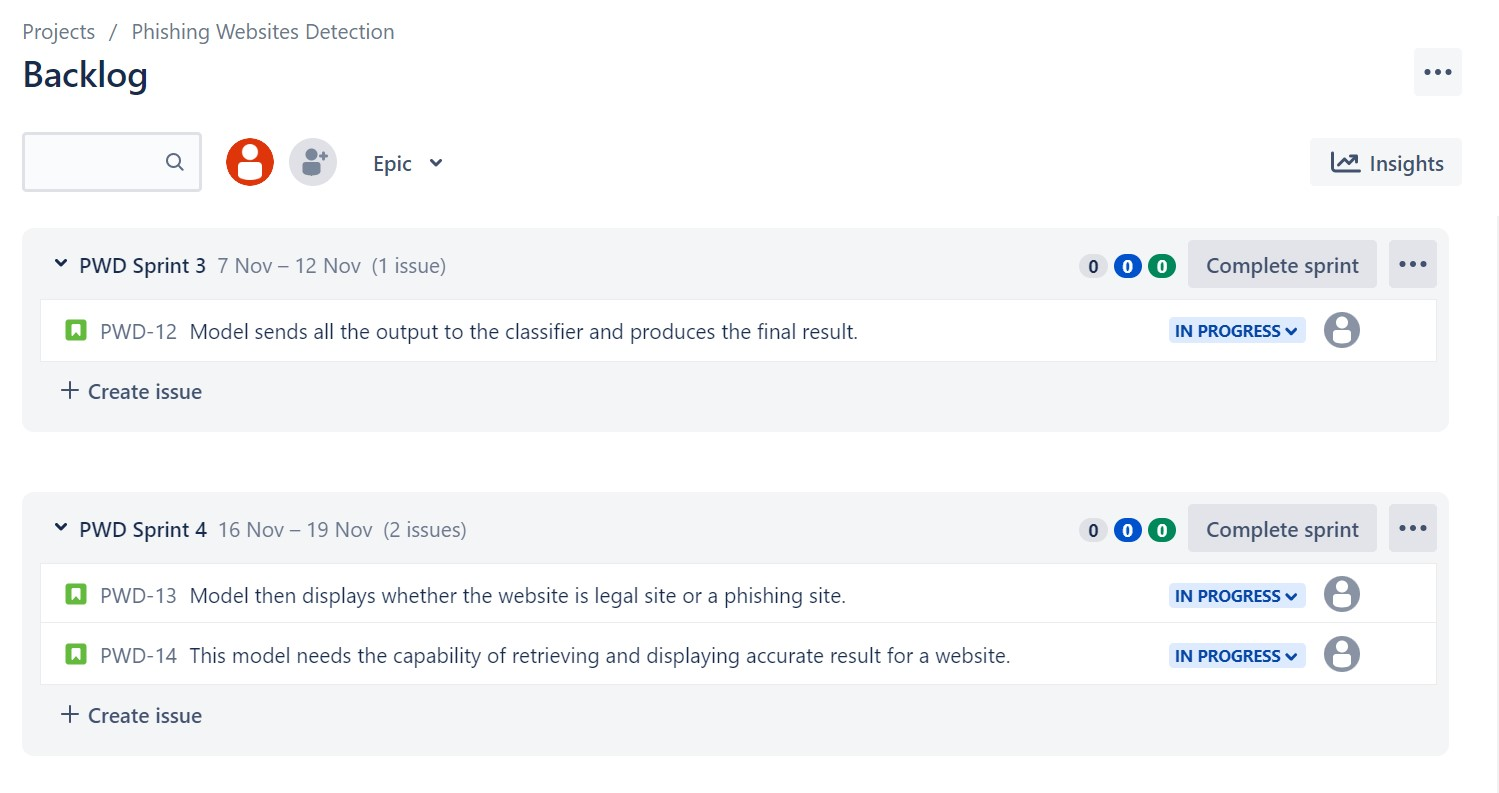 Projects / Phishing Websites Detection
Backlog
Epic
Insights
PWD Sprint 3 7 Nov – 12 Nov (1 issue) 0 0 0 Complete sprint
PWD-12 Model sends all the output to the classifier and produces the final result. IN PROGRESS
+ Create issue
PWD Sprint 4 16 Nov – 19 Nov (2 issues) 0 0 0 Complete sprint
PWD-13 Model then displays whether the website is legal site or a phishing site. IN PROGRESS
PWD-14 This model needs the capability of retrieving and displaying accurate result for a website. IN PROGRESS
+ Create issue